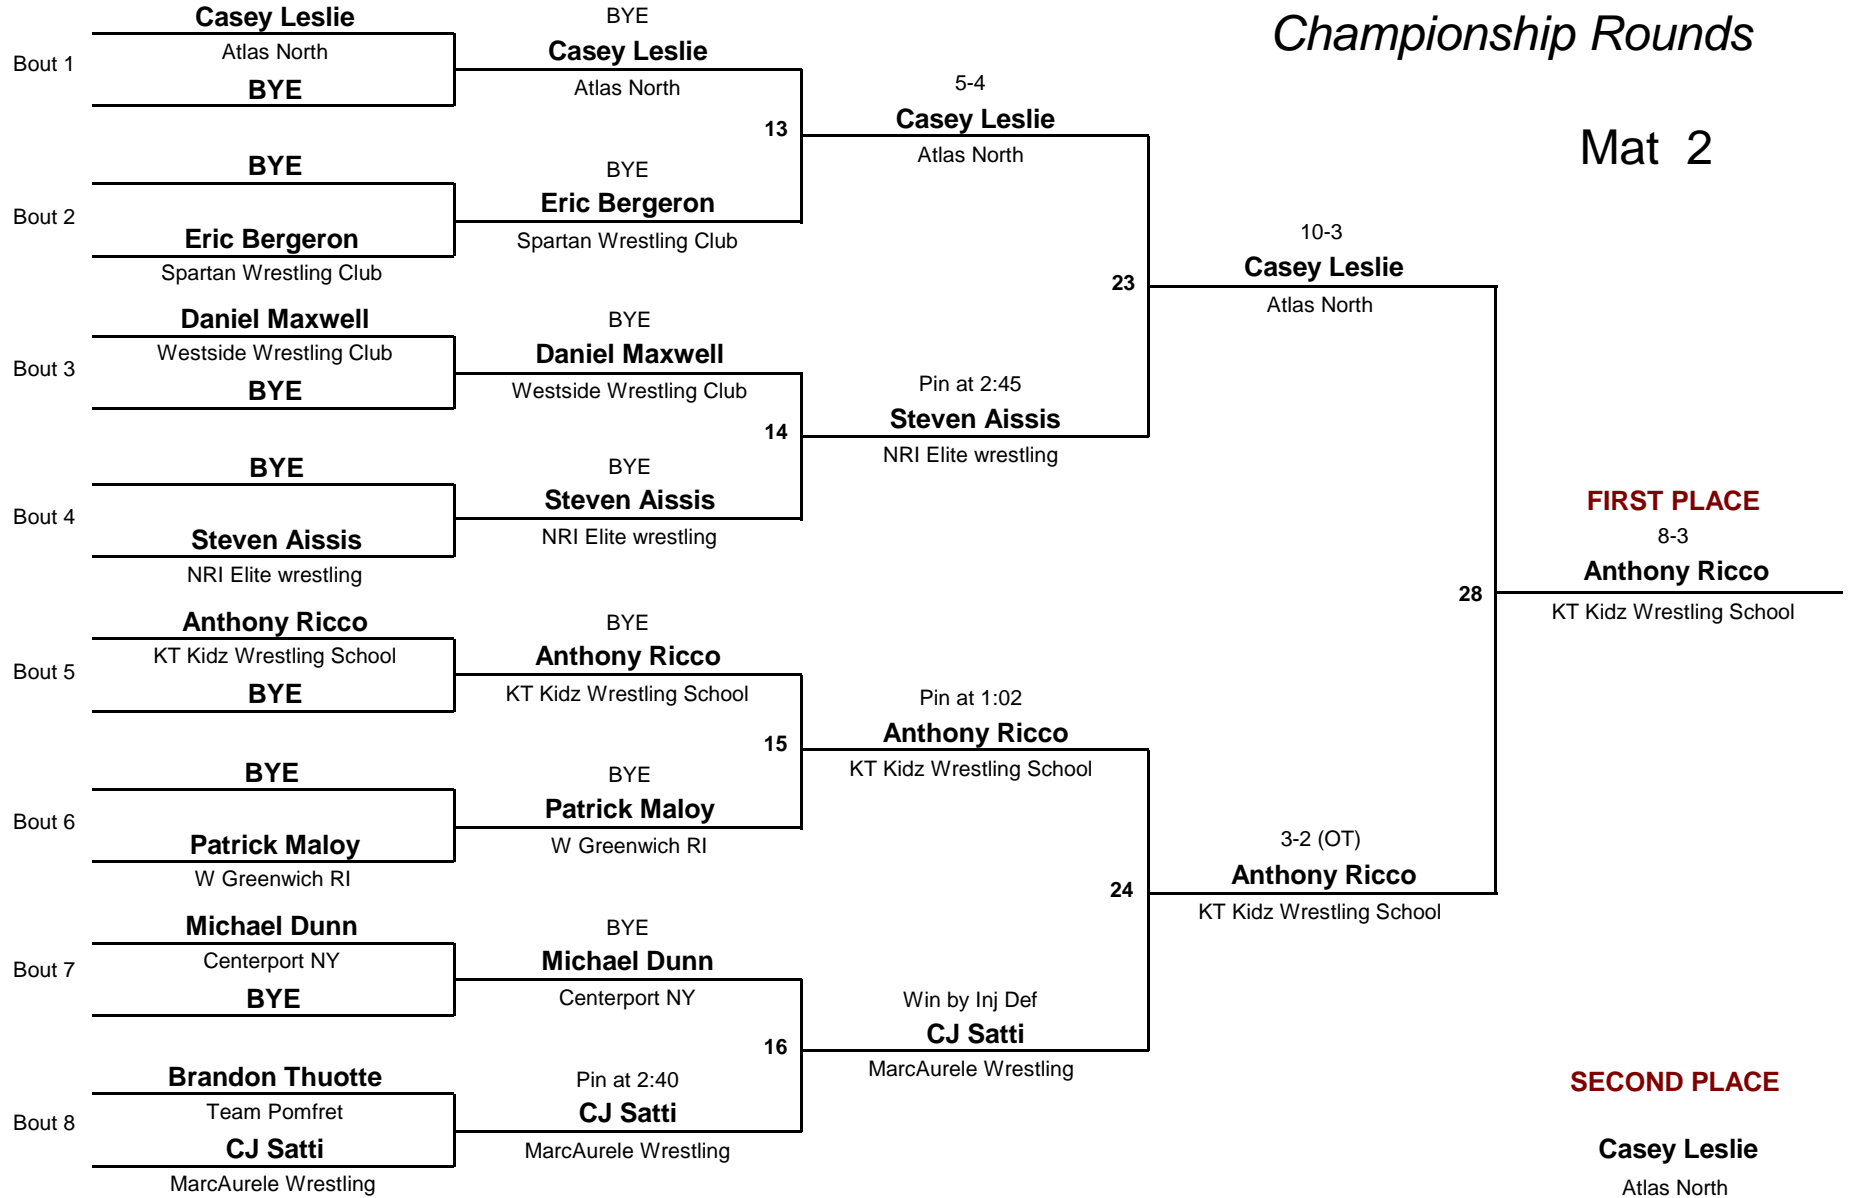 Championship Rounds
Mat 2
Casey Leslie
Bout 1
Atlas North
BYE
BYE
Bout 2
Eric Bergeron
Spartan Wrestling Club
Daniel Maxwell
Bout 3
Westside Wrestling Club
BYE
BYE
Bout 4
Steven Aissis
NRI Elite wrestling
Anthony Ricco
Bout 5
KT Kidz Wrestling School
BYE
BYE
Bout 6
Patrick Maloy
W Greenwich RI
Michael Dunn
Bout 7
Centerport NY
BYE
Brandon Thuotte
Bout 8
Team Pomfret
CJ Satti
MarcAurele Wrestling
BYE
Casey Leslie
Atlas North
13
BYE
Eric Bergeron
Spartan Wrestling Club
BYE
Daniel Maxwell
Westside Wrestling Club
14
BYE
Steven Aissis
NRI Elite wrestling
BYE
Anthony Ricco
KT Kidz Wrestling School
15
BYE
Patrick Maloy
W Greenwich RI
BYE
Michael Dunn
Centerport NY
16
Pin at 2:40
CJ Satti
MarcAurele Wrestling
5-4
Casey Leslie
Atlas North
23
Pin at 2:45
Steven Aissis
NRI Elite wrestling
Pin at 1:02
Anthony Ricco
KT Kidz Wrestling School
24
Win by Inj Def
CJ Satti
MarcAurele Wrestling
10-3
Casey Leslie
Atlas North
28
3-2 (OT)
Anthony Ricco
KT Kidz Wrestling School
FIRST PLACE
8-3
Anthony Ricco
KT Kidz Wrestling School
SECOND PLACE
Casey Leslie
Atlas North